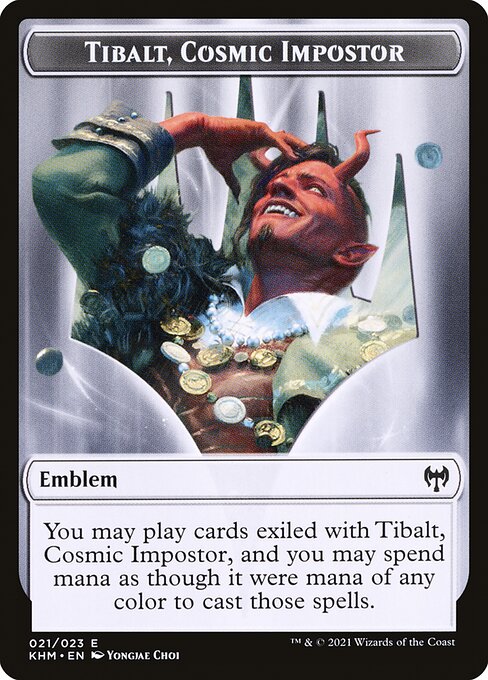 Tibalt, Cosmic Impostor
Emblem
You may play cards exiled with Tibalt,
Cosmic Impostor, and you may spend
mana as though it were mana of any
color to cast those spells.
021/023 E
KHM • EN Yongjae Choi
™ & © 2021 Wizards of the Coast